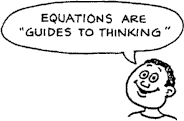 EQUATIONS ARE
"GUIDES TO THINKING"